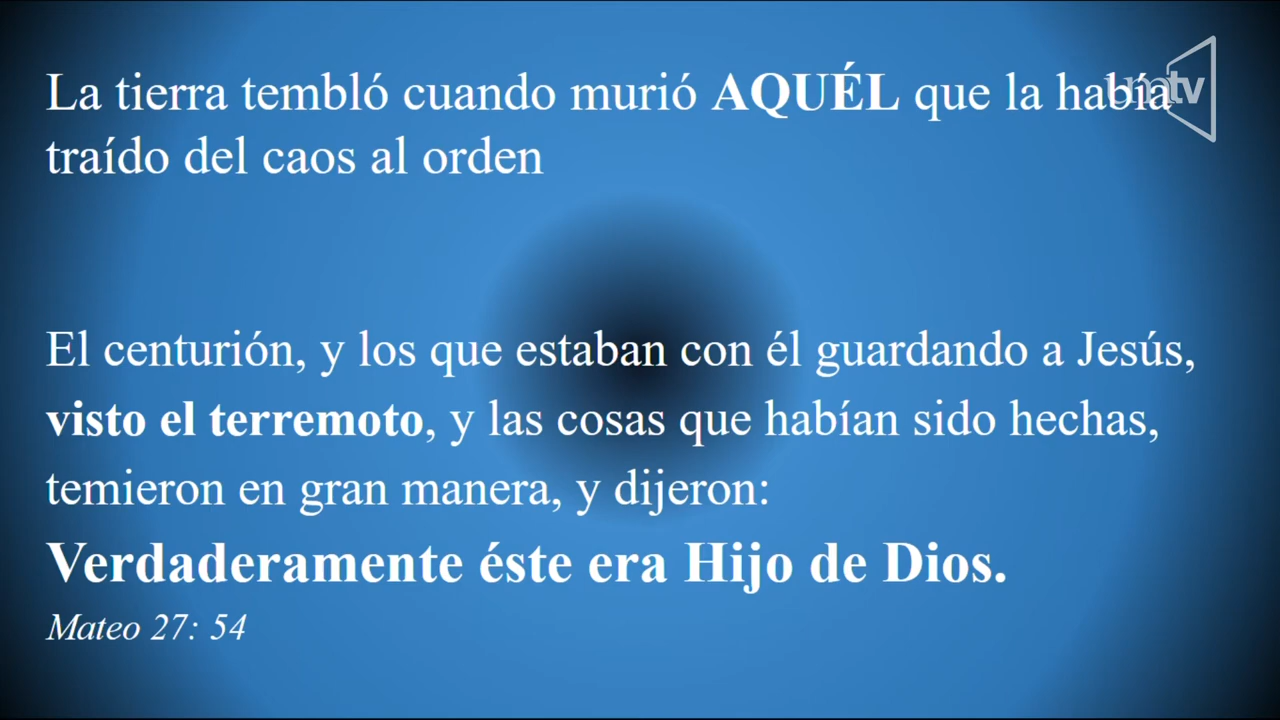 La tierra tembló cuando murió AQUÉL que la había
traído del caos al orden
umtv
El centurión, y los que estaban con él guardando a Jesús,
visto el terremoto, y las cosas que habían sido hechas,
temieron en gran manera, y dijeron:
Verdaderamente éste era Hijo de Dios.
Mateo 27: 54